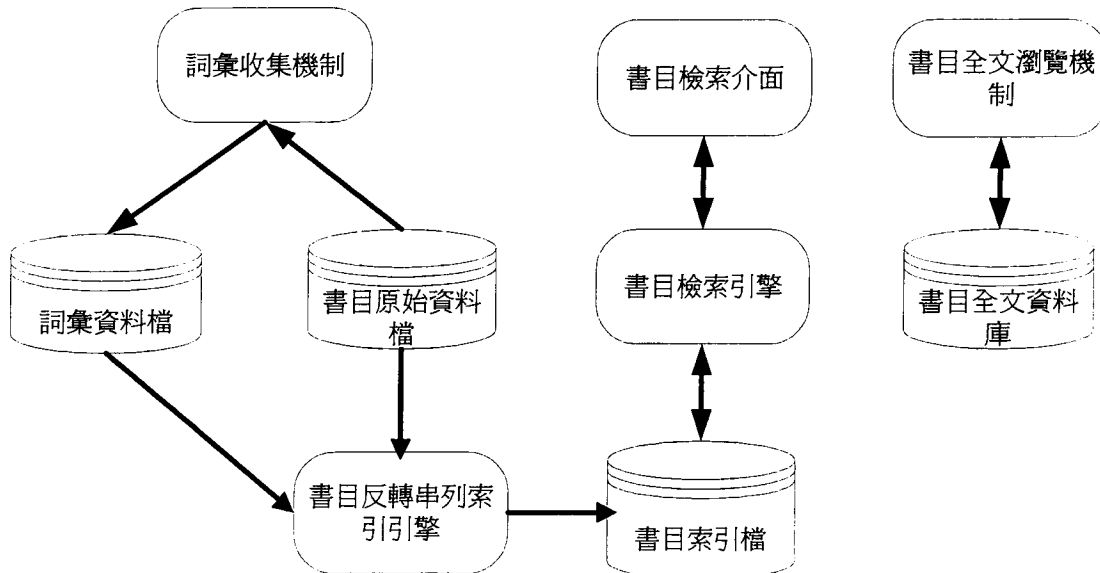 詞彙收集機制
書目檢索介面
書目全文瀏覽機
制
詞彙資料檔
書目原始資料
檔
書目檢索引擎
書目全文資料
庫
書目反轉串列索
引引擎
書目索引檔